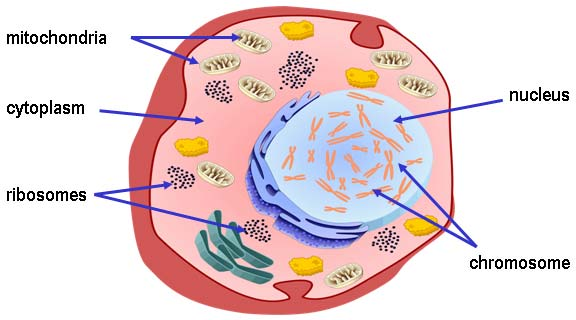 mitochondria
nucleus
cytoplasm
ribosomes
chromosome